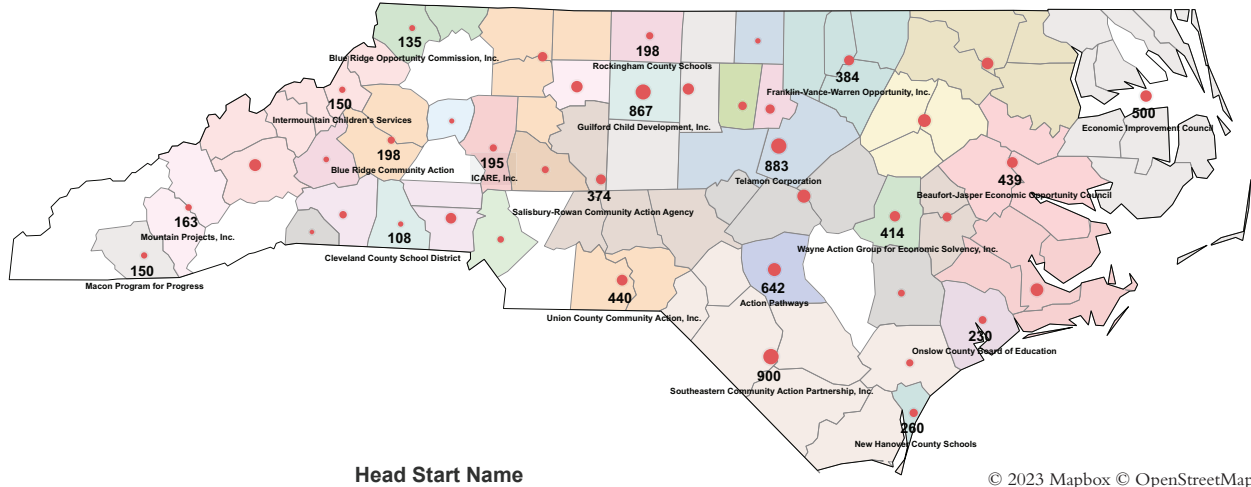 135
Blue Ridge Opportunity Commission, Inc.
198
Rockingham County Schools
384
Franklin-Vance-Warren Opportunity, Inc.
150
Intermountain Children's Services
867
Guilford Child Development, Inc.
500
Economic Improvement Council
198
Blue Ridge Community Action
195
ICARE, Inc.
883
Telamon Corporation
439
Beaufort-Jasper Economic Opportunity Council
374
Salisbury-Rowan Community Action Agency
163
Mountain Projects, Inc.
108
Cleveland County School District
414
Wayne Action Group for Economic Solvency, Inc.
150
Macon Program for Progress
440
Union County Community Action, Inc.
642
Action Pathways
230
Onslow County Board of Education
900
Southeastern Community Action Partnership, Inc.
260
New Hanover County Schools
Head Start Name
© 2023 Mapbox © OpenStreetMap